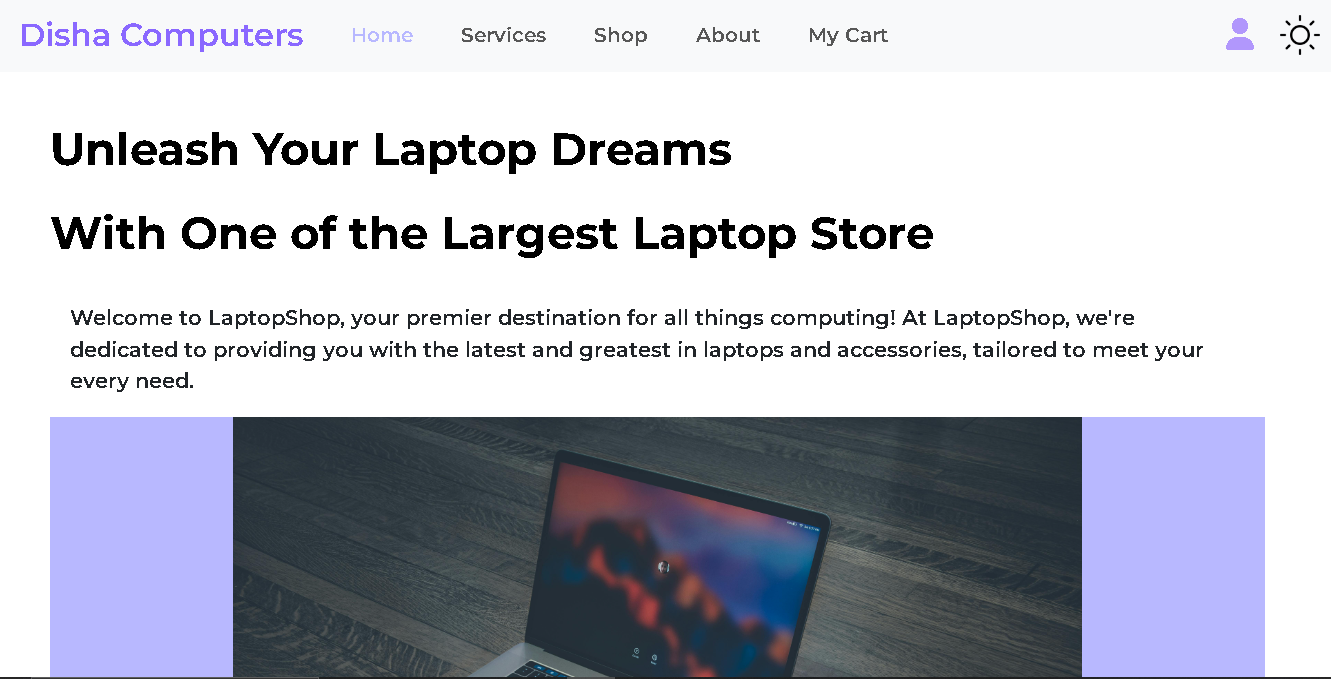 Disha Computers Home Services Shop About My Cart
Unleash Your Laptop Dreams
With One of the Largest Laptop Store
Welcome to LaptopShop, your premier destination for all things computing! At LaptopShop, we're
dedicated to providing you with the latest and greatest in laptops and accessories, tailored to meet your
every need.